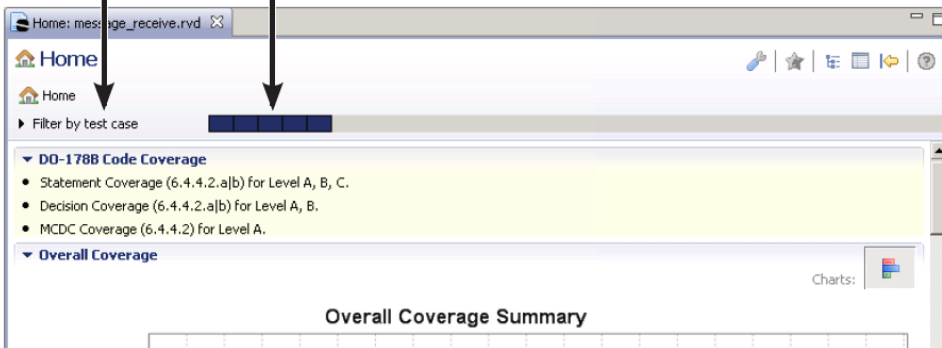 Home: message_receive.rvd
Home
Home
Filter by test case
DO-178B Code Coverage
Statement Coverage (6.4.4.2.a|b) for Level A, B, C.
Decision Coverage (6.4.4.2.a|b) for Level A, B.
MCDC Coverage (6.4.4.2) for Level A.
Overall Coverage
Charts:
Overall Coverage Summary